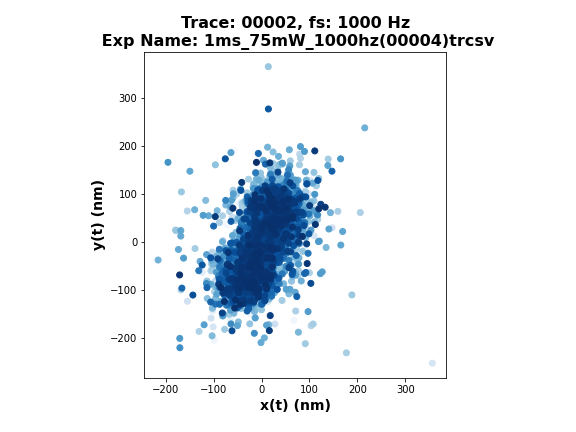 Trace: 00002, fs: 1000 Hz
Exp Name: 1ms_75mW_1000hz(00004)trcsv
300
200
100
0
−100
−200
y(t) (nm)
−200 −100 0 100 200 300
x(t) (nm)